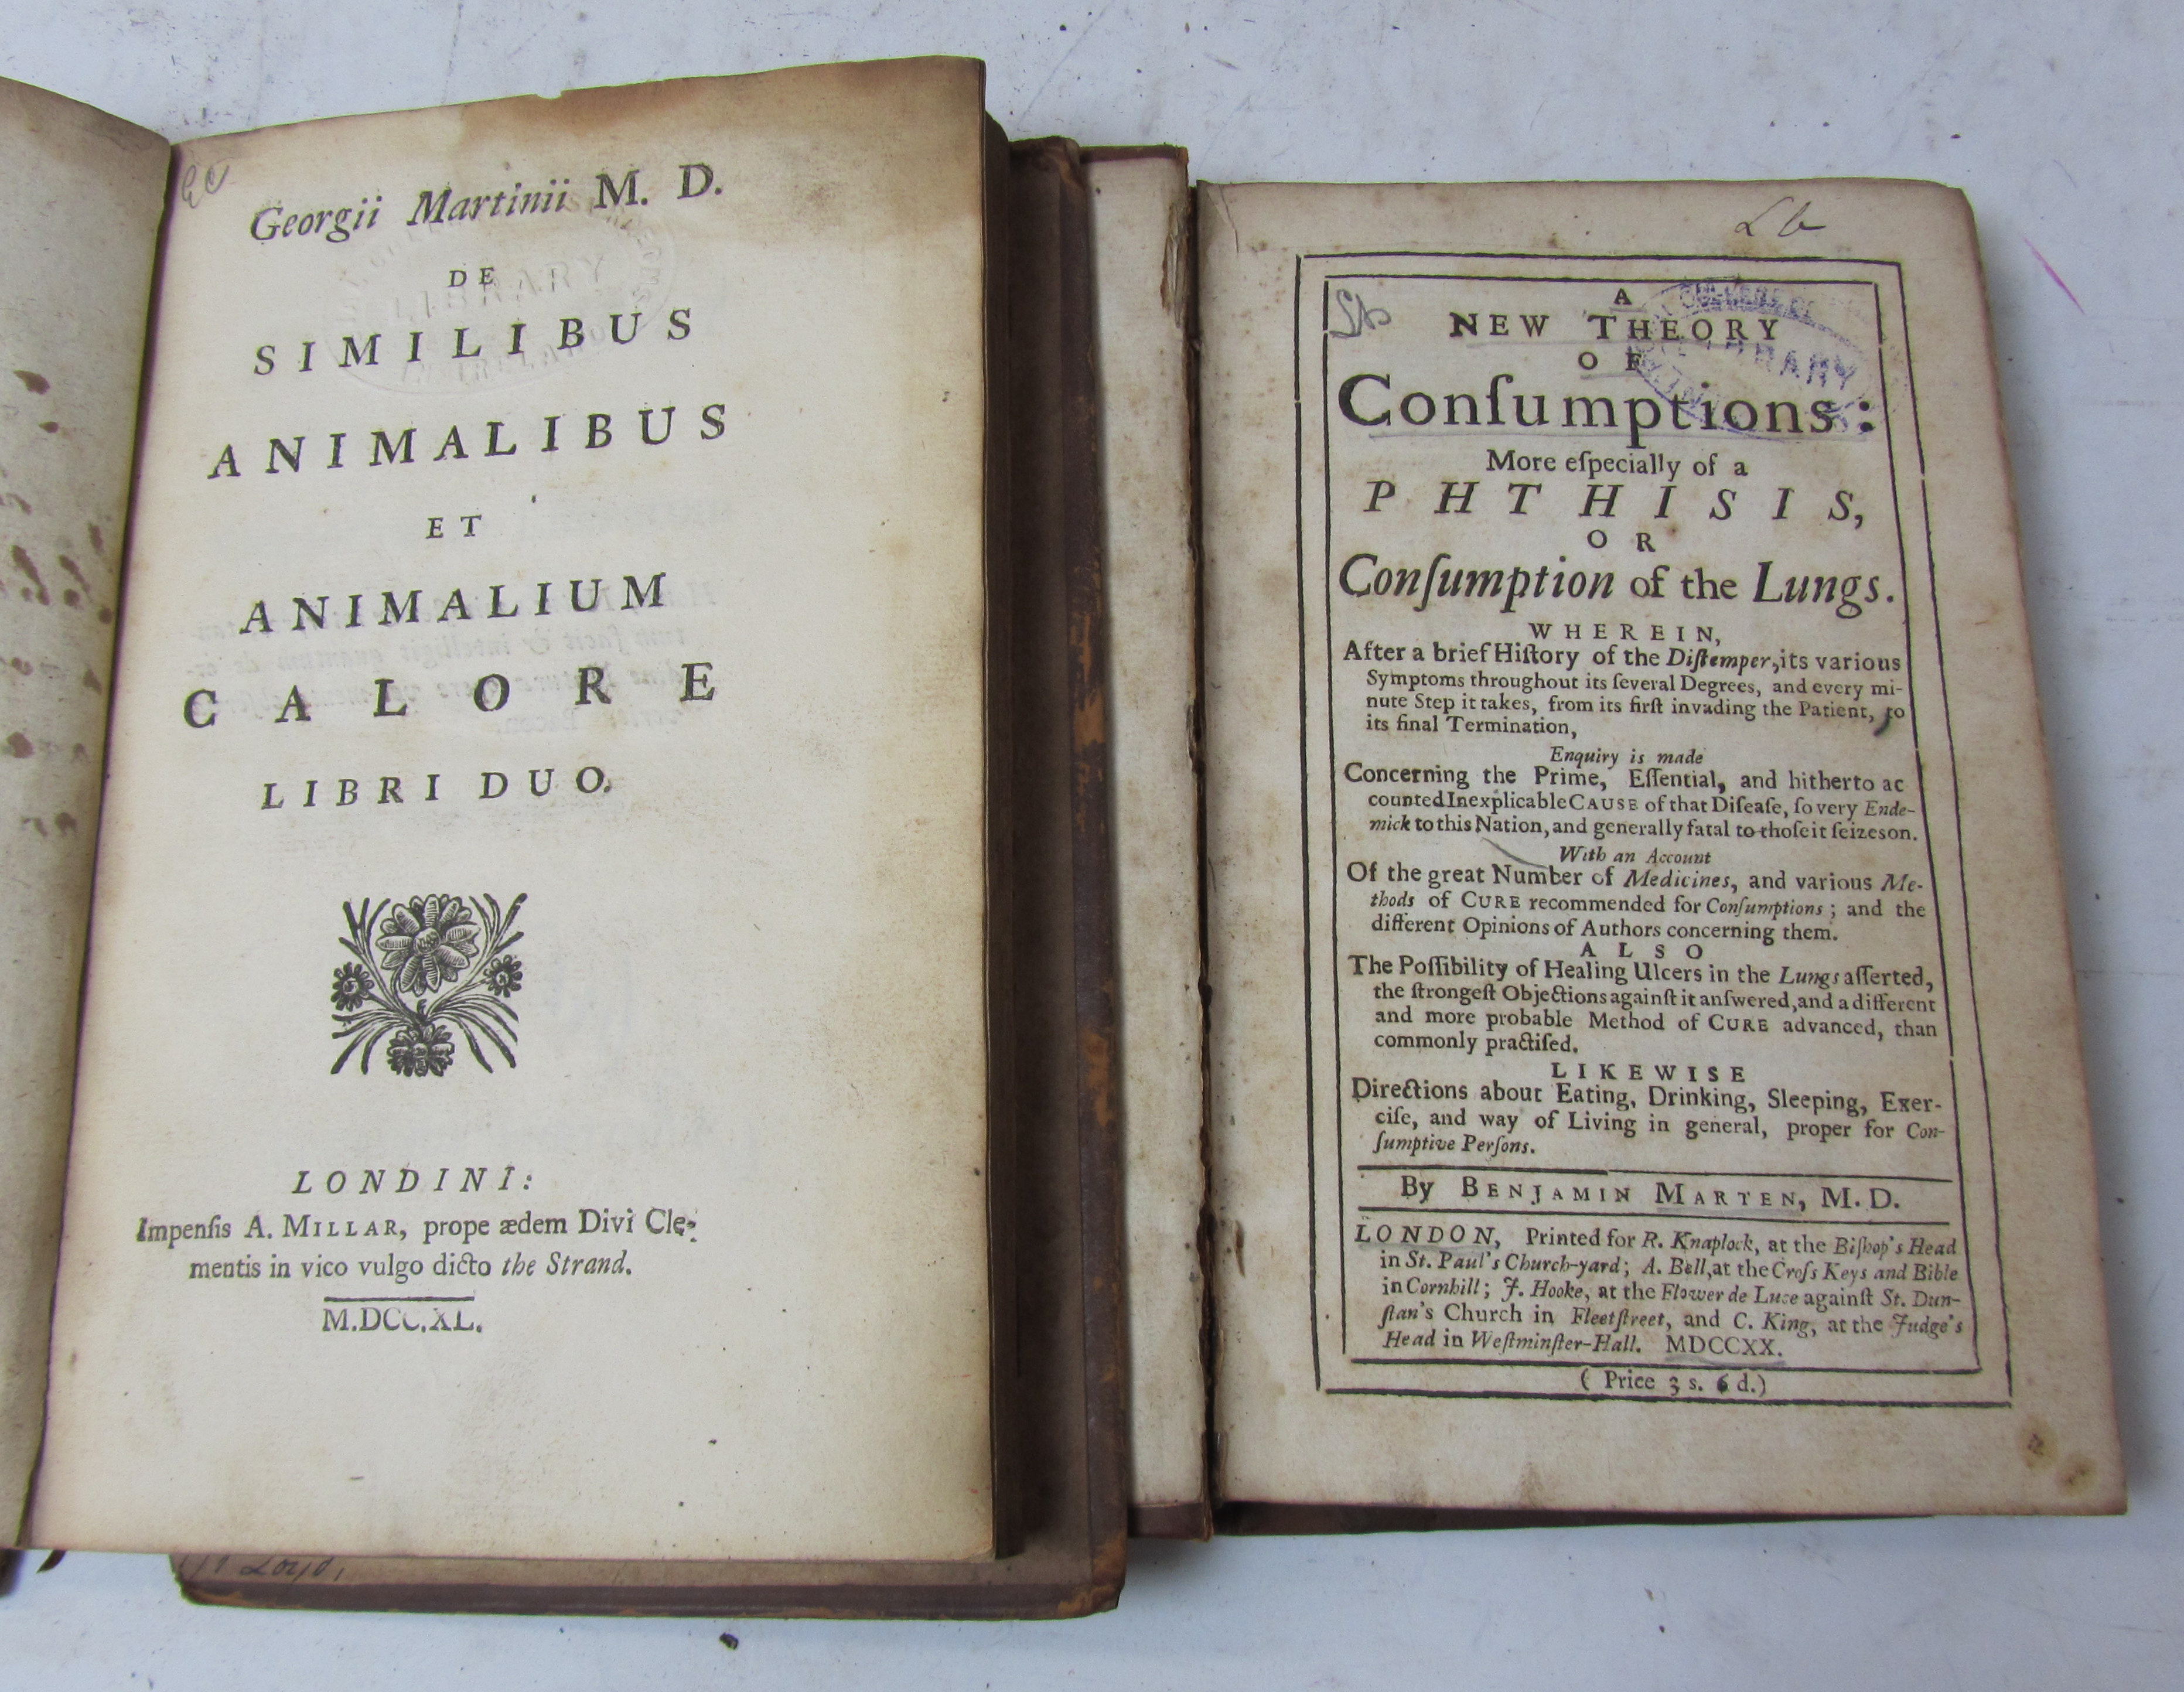 Georgii Martinii M. D.
DE
SIMILIBUS
ANIMALIBUS
ET
ANIMALIUM
CALORE
LIBRI DUO.
LONDINI:
Impenſis A. MILLAR, prope ædem Divi Cle-
mentis in vico vulgo dicto the Strand.
M.DCC.XL.
A
NEW THEORY
OF
Conſumptions:
More eſpecially of a
PHTHISIS,
OR
Conſumption of the Lungs.
WHEREIN,
After a brief Hiſtory of the Diſtemper, its various
Symptoms throughout its ſeveral Degrees, and every mi-
nute Step it takes, from its firſt invading the Patient, to
its final Termination,
Enquiry is made
Concerning the Prime, Eſſential, and hitherto ac
counted Inexplicable CAUSE of that Diſeaſe, ſo very Ende-
mick to this Nation, and generally fatal to thoſe it ſeizes on.
With an Account
Of the great Number of Medicines, and various Me-
thods of CURE recommended for Conſumptions; and the
different Opinions of Authors concerning them.
ALSO
The Poſſibility of Healing Ulcers in the Lungs aſſerted,
the ſtrongeſt Objections againſt it anſwered, and a different
and more probable Method of CURE advanced, than
commonly practiſed.
LIKEWISE
Directions about Eating, Drinking, Sleeping, Exer-
ciſe, and way of Living in general, proper for Con-
ſumptive Perſons.
By BENJAMIN MARTEN, M.D.
LONDON, Printed for R. Knaplock, at the Biſhop's Head
in St. Paul's Church-yard; A. Bell, at the Croſs Keys and Bible
in Cornhill; J. Hooke, at the Flower de Luce againſt St. Dun-
ſtan's Church in Fleetſtreet, and C. King, at the Judge's
Head in Weſtminſter-Hall. MDCCXX.
(Price 3 s. 6 d.)
LIBRARY
LIBRARY